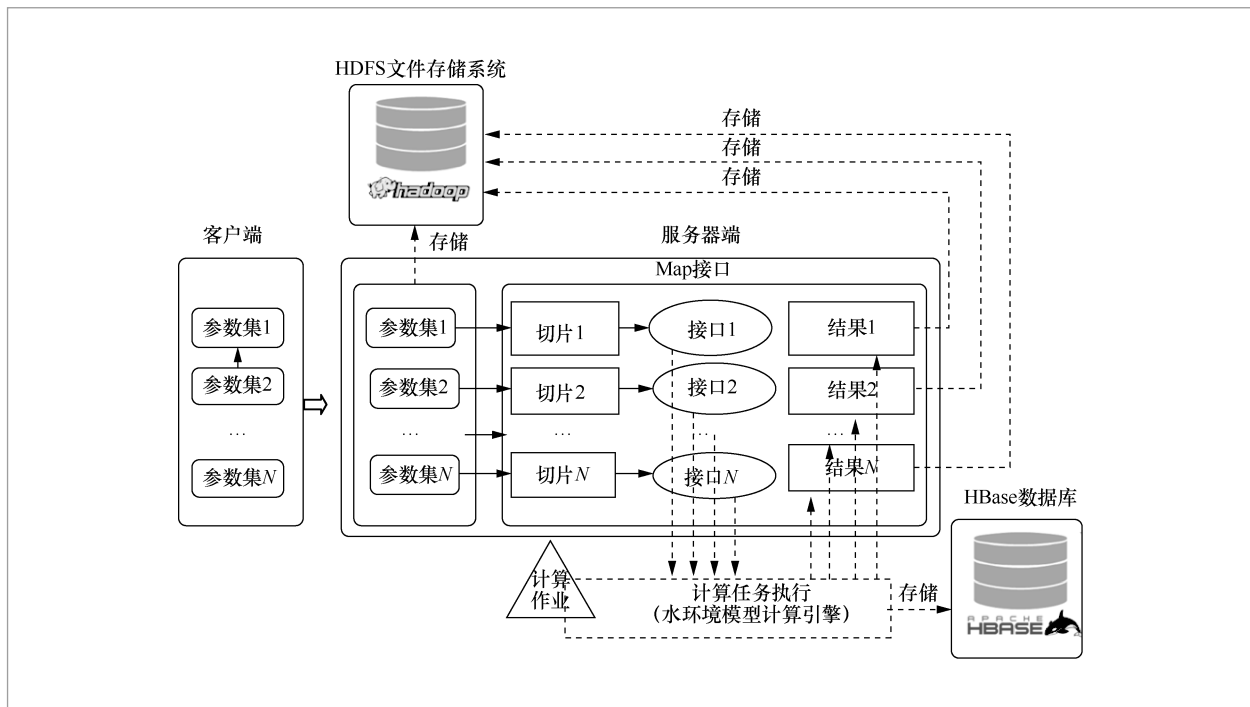 HDFS文件存储系统
hadoop
存储
存储
存储
客户端
存储
服务器端
Map接口
参数集1
参数集1
切片1
接口1
结果1
参数集2
参数集2
切片2
接口2
结果2
…
…
…
…
…
参数集N
参数集N
切片N
接口N
结果N
HBase数据库
计算
作业
计算任务执行
(水环境模型计算引擎)
存储
APACHE
HBASE